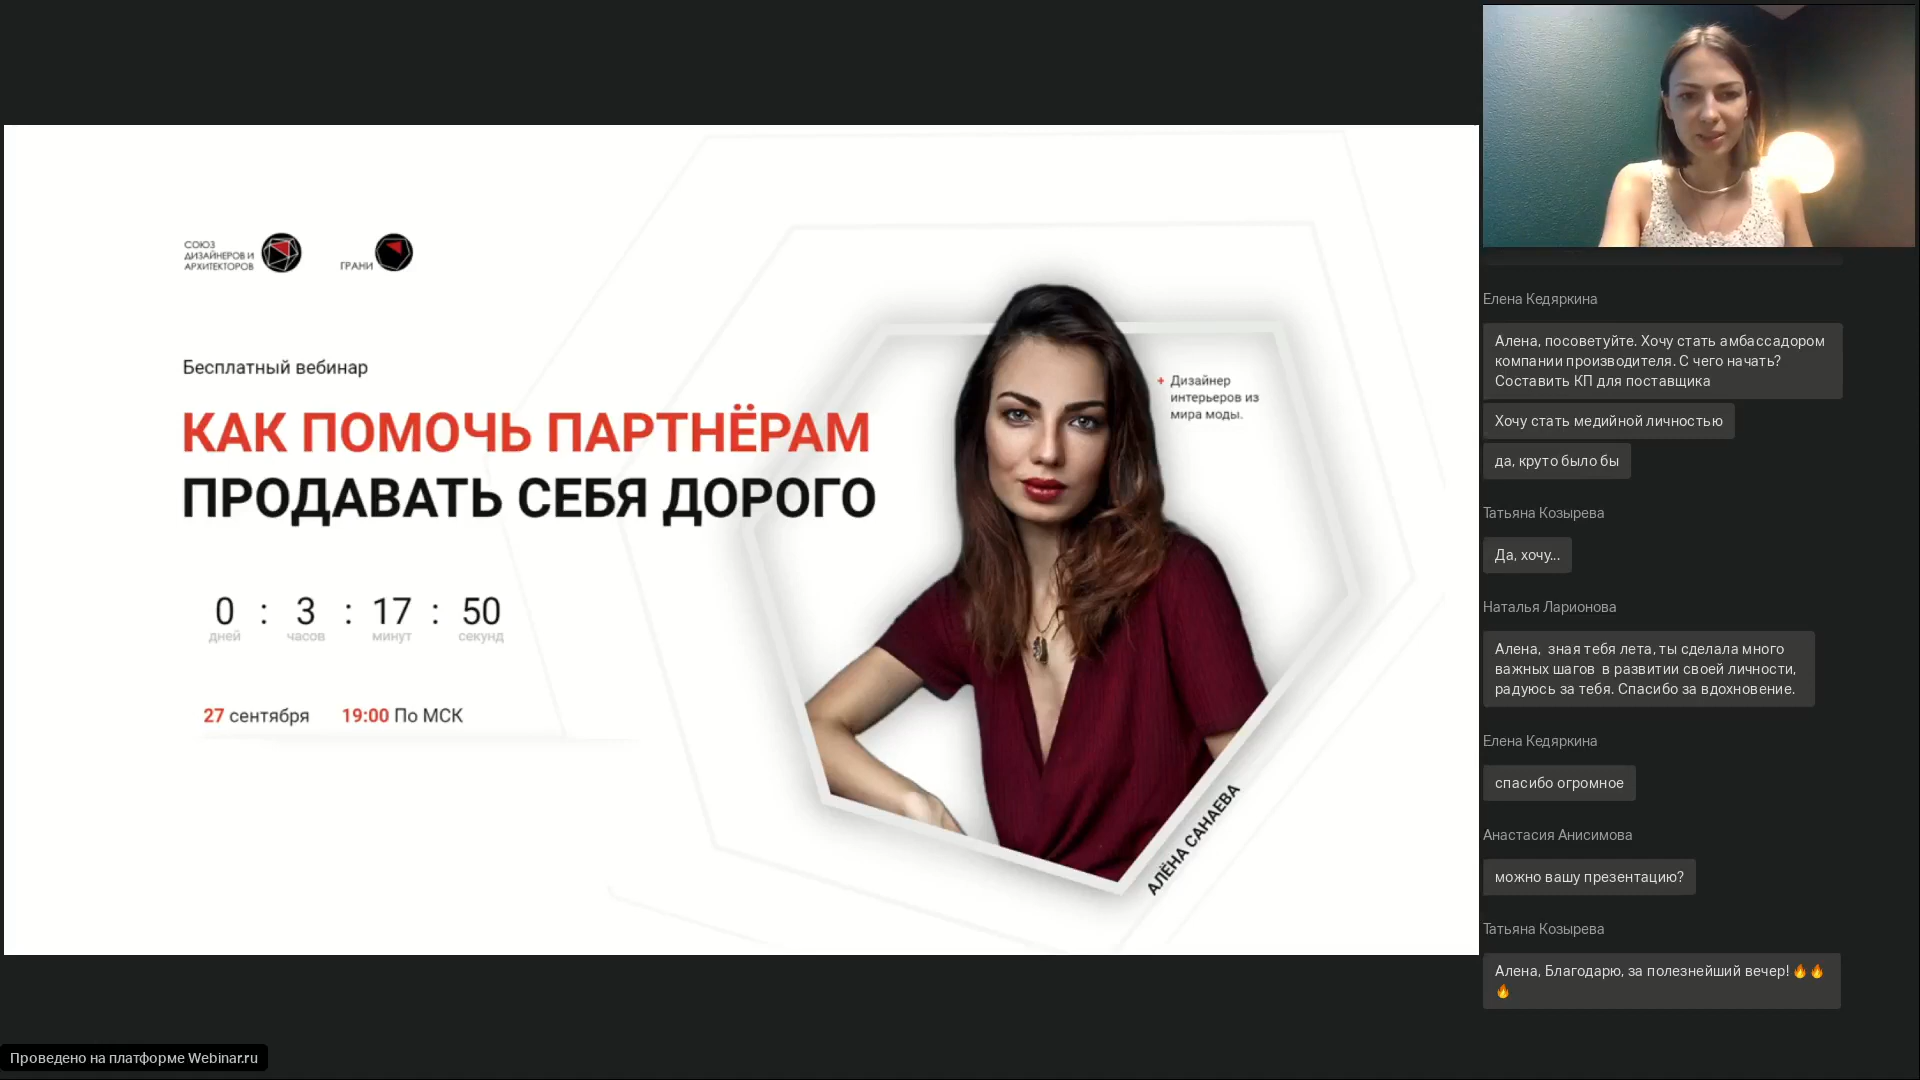 СОЮЗ
ДИЗАЙНЕРОВ И
АРХИТЕКТОРОВ
ГРАНИ
Бесплатный вебинар
КАК ПОМОЧЬ ПАРТНЁРАМ
ПРОДАВАТЬ СЕБЯ ДОРОГО
0 : 3 : 17 : 50
дней часов минут секунд
27 сентября 19:00 По МСК
+ Дизайнер
интерьеров из
мира моды.
АЛЁНА САНАЕВА
Елена Кедяркина
Алена, посоветуйте. Хочу стать амбассадором
компании производителя. С чего начать?
Составить КП для поставщика
Хочу стать медийной личностью
да, круто было бы
Татьяна Козырева
Да, хочу...
Наталья Ларионова
Алена,  зная тебя лета, ты сделала много
важных шагов  в развитии своей личности,
радуюсь за тебя. Спасибо за вдохновение.
Елена Кедяркина
спасибо огромное
Анастасия Анисимова
можно вашу презентацию?
Татьяна Козырева
Алена, Благодарю, за полезнейший вечер! 🔥🔥
🔥
Проведено на платформе Webinar.ru